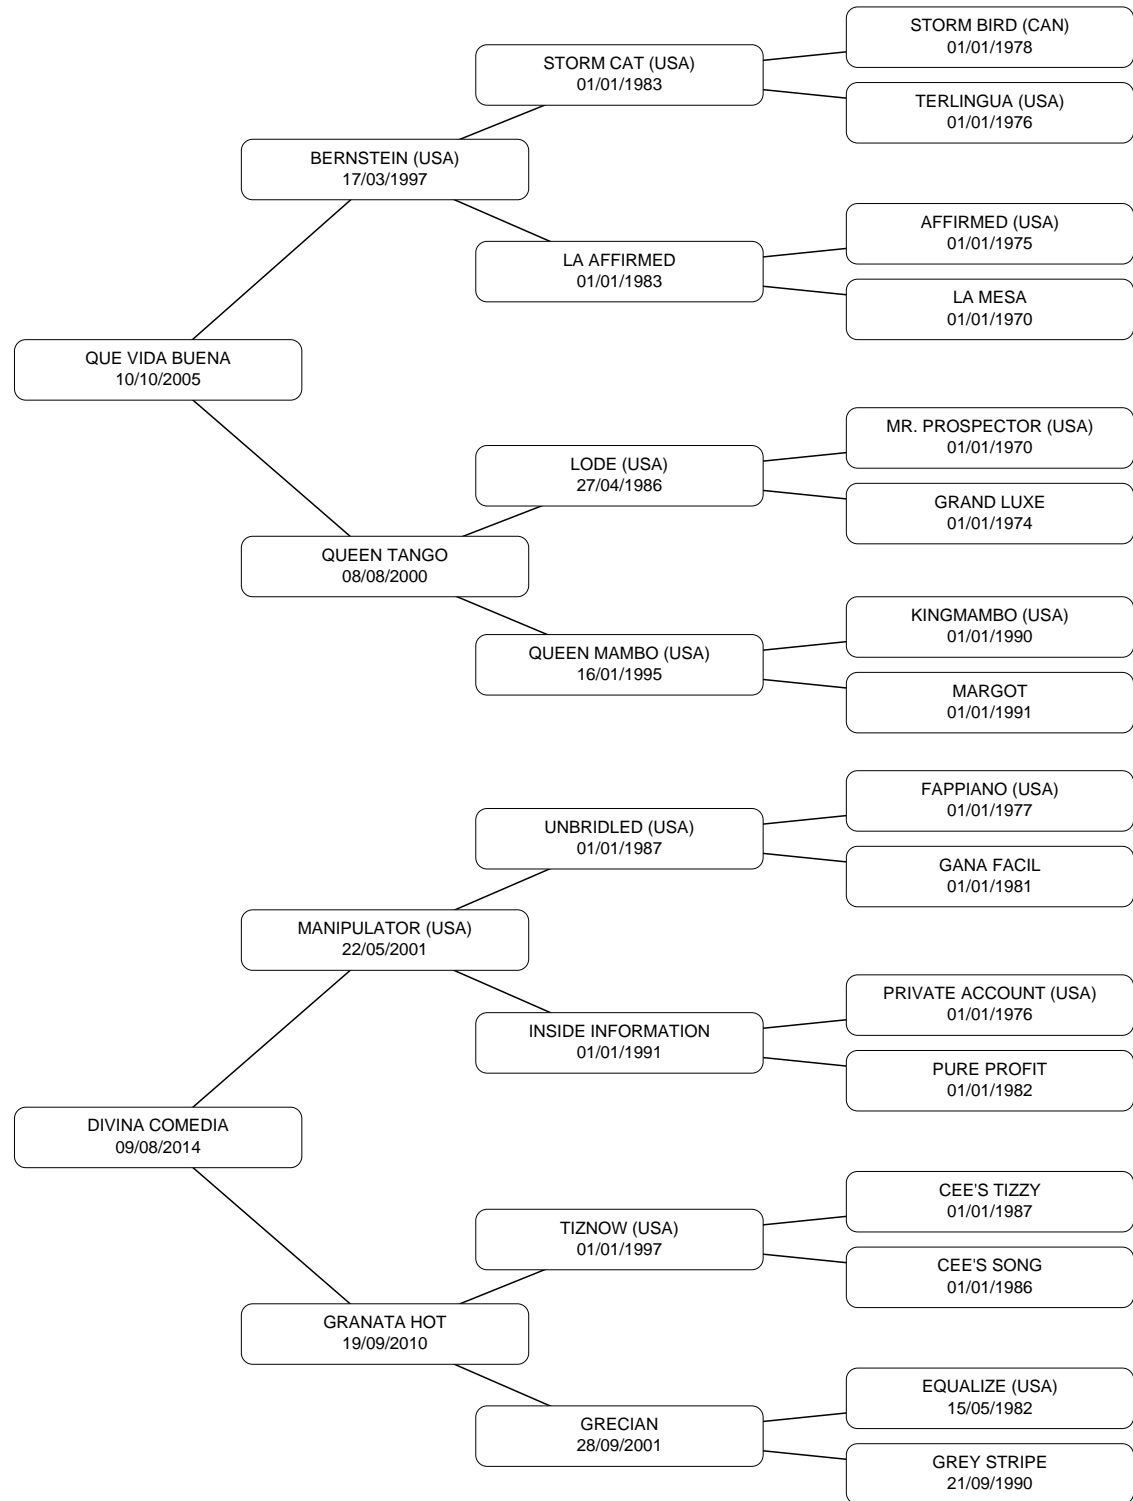 STORM BIRD (CAN)
01/01/1978
STORM CAT (USA)
01/01/1983
TERLINGUA (USA)
01/01/1976
BERNSTEIN (USA)
17/03/1997
AFFIRMED (USA)
01/01/1975
LA AFFIRMED
01/01/1983
LA MESA
01/01/1970
QUE VIDA BUENA
10/10/2005
MR. PROSPECTOR (USA)
01/01/1970
LODE (USA)
27/04/1986
GRAND LUXE
01/01/1974
QUEEN TANGO
08/08/2000
KINGMAMBO (USA)
01/01/1990
QUEEN MAMBO (USA)
16/01/1995
MARGOT
01/01/1991
FAPPIANO (USA)
01/01/1977
UNBRIDLED (USA)
01/01/1987
GANA FACIL
01/01/1981
MANIPULATOR (USA)
22/05/2001
PRIVATE ACCOUNT (USA)
01/01/1976
INSIDE INFORMATION
01/01/1991
PURE PROFIT
01/01/1982
DIVINA COMEDIA
09/08/2014
CEE'S TIZZY
01/01/1987
TIZNOW (USA)
01/01/1997
CEE'S SONG
01/01/1986
GRANATA HOT
19/09/2010
EQUALIZE (USA)
15/05/1982
GRECIAN
28/09/2001
GREY STRIPE
21/09/1990